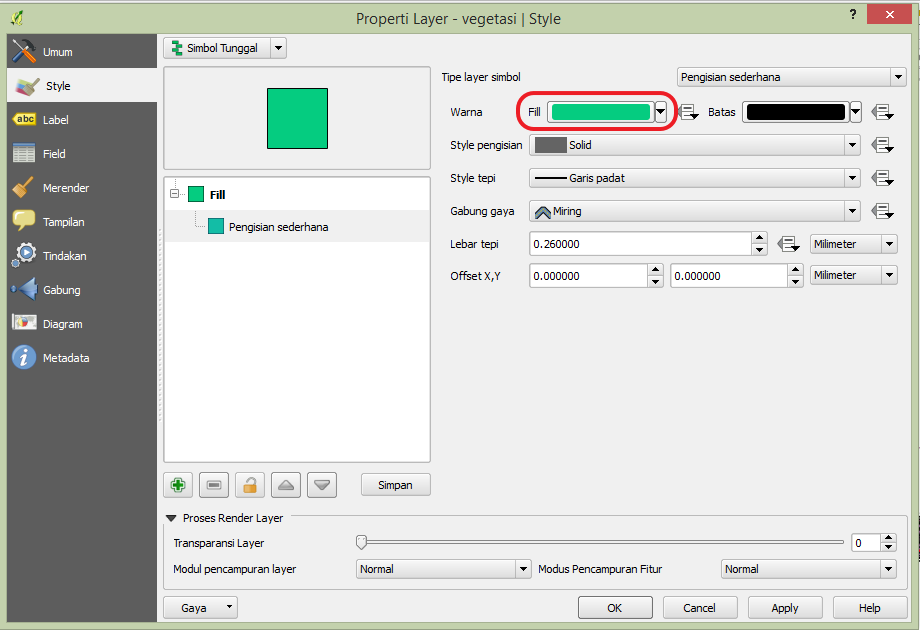 Properti Layer - vegetasi | Style
?
Umum
Style
abc Label
Field
Merender
Tampilan
Tindakan
Gabung
Diagram
Metadata
Simbol Tunggal
Fill
Pengisian sederhana
Simpan
Tipe layer simbol Pengisian sederhana
Warna Fill Batas
Style pengisian Solid
Style tepi Garis padat
Gabung gaya Miring
Lebar tepi 0.260000 Milimeter
Offset X,Y 0.000000 0.000000 Milimeter
Proses Render Layer
Transparansi Layer 0
Modul pencampuran layer Normal Modus Pencampuran Fitur Normal
Gaya OK Cancel Apply Help